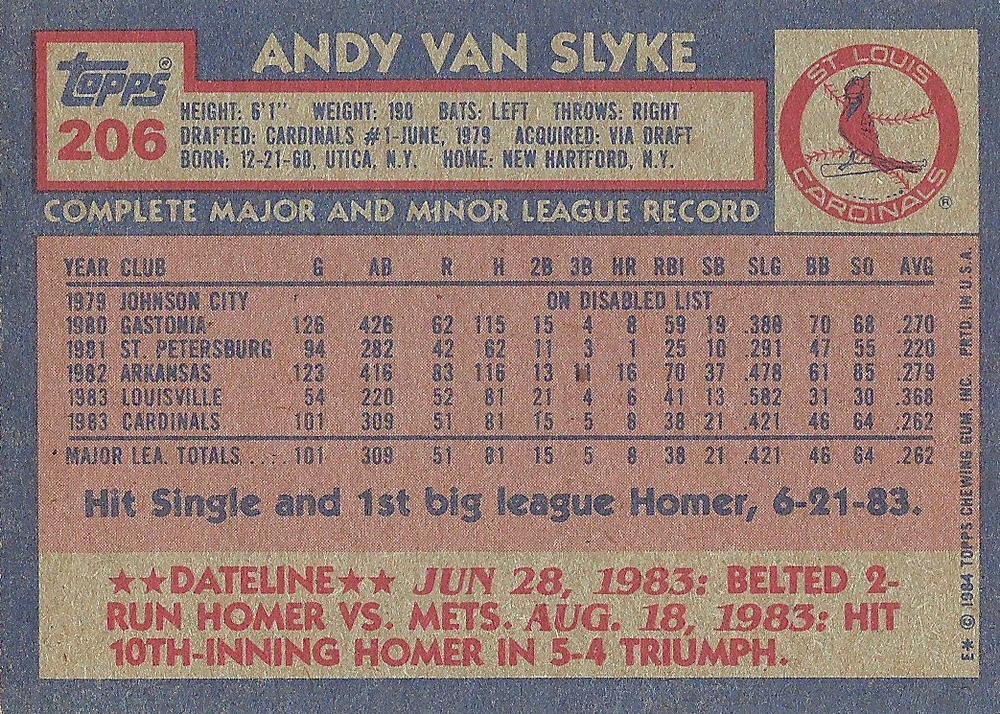 ANDY VAN SLYKE
TOPPS®
206
HEIGHT: 6'1" WEIGHT: 190 BATS: LEFT THROWS: RIGHT
DRAFTED: CARDINALS #1-JUNE, 1979 ACQUIRED: VIA DRAFT
BORN: 12-21-60, UTICA, N.Y. HOME: NEW HARTFORD, N.Y.
ST. LOUIS
CARDINALS
®
COMPLETE MAJOR AND MINOR LEAGUE RECORD
YEAR CLUB G AB R H 2B 3B HR RBI SB SLG BB SO AVG
1979 JOHNSON CITY ON DISABLED LIST
1980 GASTONIA 126 426 62 115 15 4 8 59 19 .388 70 68 .270
1981 ST. PETERSBURG 94 282 42 62 11 3 1 25 10 .291 47 55 .220
1982 ARKANSAS 123 416 83 116 13 11 16 70 37 .478 61 85 .279
1983 LOUISVILLE 54 220 52 81 21 4 6 41 13 .582 31 30 .368
1983 CARDINALS 101 309 51 81 15 5 8 38 21 .421 46 64 .262
MAJOR LEA. TOTALS .... 101 309 51 81 15 5 8 38 21 .421 46 64 .262
Hit Single and 1st big league Homer, 6-21-83.
★★DATELINE★★ JUN 28, 1983: BELTED 2-
RUN HOMER VS. METS. AUG. 18, 1983: HIT
10TH-INNING HOMER IN 5-4 TRIUMPH.
E* © 1984 TOPPS CHEWING GUM, INC. PRTD. IN U.S.A.